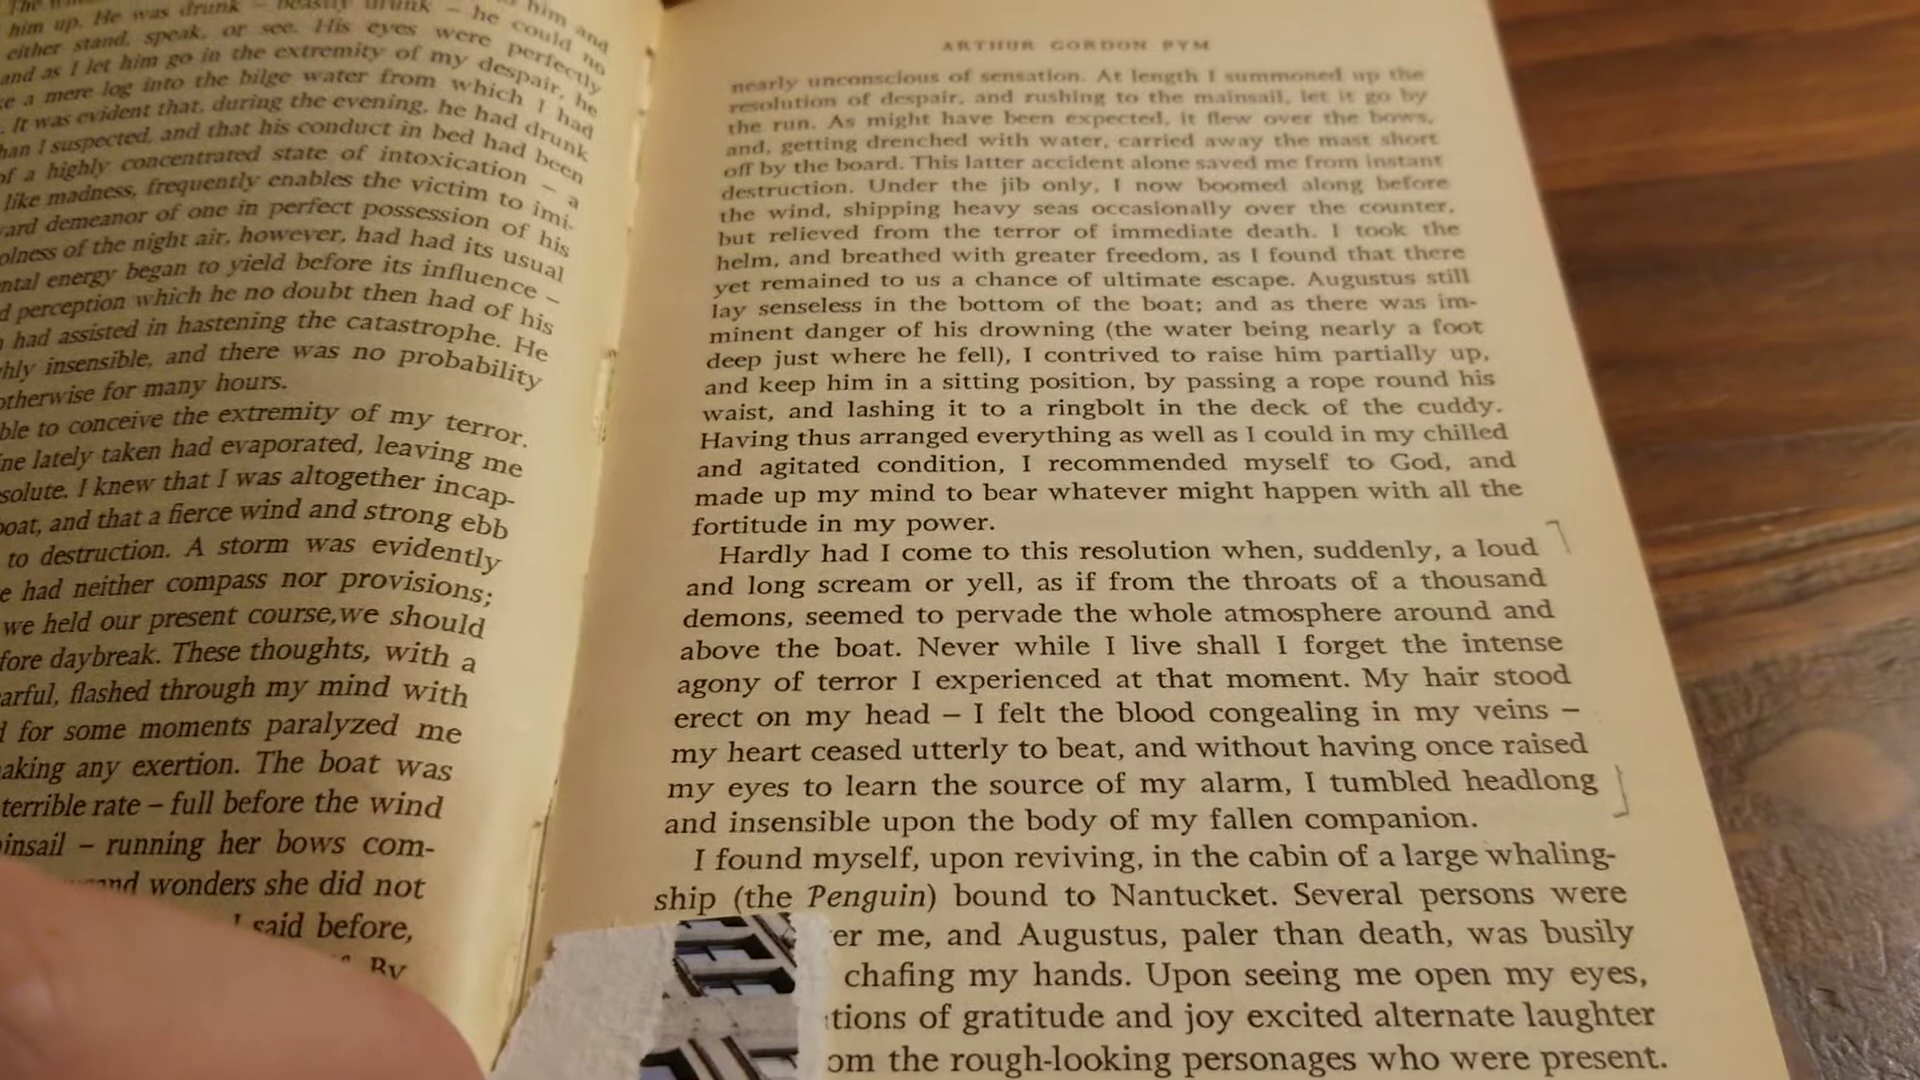 him and
him up. He was drunk – beastly drunk – he could no
either stand, speak, or see. His eyes were perfectly
and as I let him go in the extremity of my despair, he
a mere log into the bilge water from which I had
. It was evident that, during the evening, he had drunk
than I suspected, and that his conduct in bed had been
of a highly concentrated state of intoxication – a
like madness, frequently enables the victim to imi-
ard demeanor of one in perfect possession of his
olness of the night air, however, had had its usual
ntal energy began to yield before its influence –
d perception which he no doubt then had of his
had assisted in hastening the catastrophe. He
hly insensible, and there was no probability
otherwise for many hours.
ble to conceive the extremity of my terror.
ne lately taken had evaporated, leaving me
solute. I knew that I was altogether incap-
boat, and that a fierce wind and strong ebb
to destruction. A storm was evidently
e had neither compass nor provisions;
we held our present course,we should
fore daybreak. These thoughts, with a
arful, flashed through my mind with
d for some moments paralyzed me
aking any exertion. The boat was
terrible rate – full before the wind
insail – running her bows com-
and wonders she did not
I said before,
By
ARTHUR GORDON PYM
nearly unconscious of sensation. At length I summoned up the
resolution of despair, and rushing to the mainsail, let it go by
the run. As might have been expected, it flew over the bows,
and, getting drenched with water, carried away the mast short
off by the board. This latter accident alone saved me from instant
destruction. Under the jib only, I now boomed along before
the wind, shipping heavy seas occasionally over the counter,
but relieved from the terror of immediate death. I took the
helm, and breathed with greater freedom, as I found that there
yet remained to us a chance of ultimate escape. Augustus still
lay senseless in the bottom of the boat; and as there was im-
minent danger of his drowning (the water being nearly a foot
deep just where he fell), I contrived to raise him partially up,
and keep him in a sitting position, by passing a rope round his
waist, and lashing it to a ringbolt in the deck of the cuddy.
Having thus arranged everything as well as I could in my chilled
and agitated condition, I recommended myself to God, and
made up my mind to bear whatever might happen with all the
fortitude in my power.
Hardly had I come to this resolution when, suddenly, a loud
and long scream or yell, as if from the throats of a thousand
demons, seemed to pervade the whole atmosphere around and
above the boat. Never while I live shall I forget the intense
agony of terror I experienced at that moment. My hair stood
erect on my head – I felt the blood congealing in my veins –
my heart ceased utterly to beat, and without having once raised
my eyes to learn the source of my alarm, I tumbled headlong
and insensible upon the body of my fallen companion.
I found myself, upon reviving, in the cabin of a large whaling-
ship (the Penguin) bound to Nantucket. Several persons were
er me, and Augustus, paler than death, was busily
chafing my hands. Upon seeing me open my eyes,
tions of gratitude and joy excited alternate laughter
om the rough-looking personages who were present.